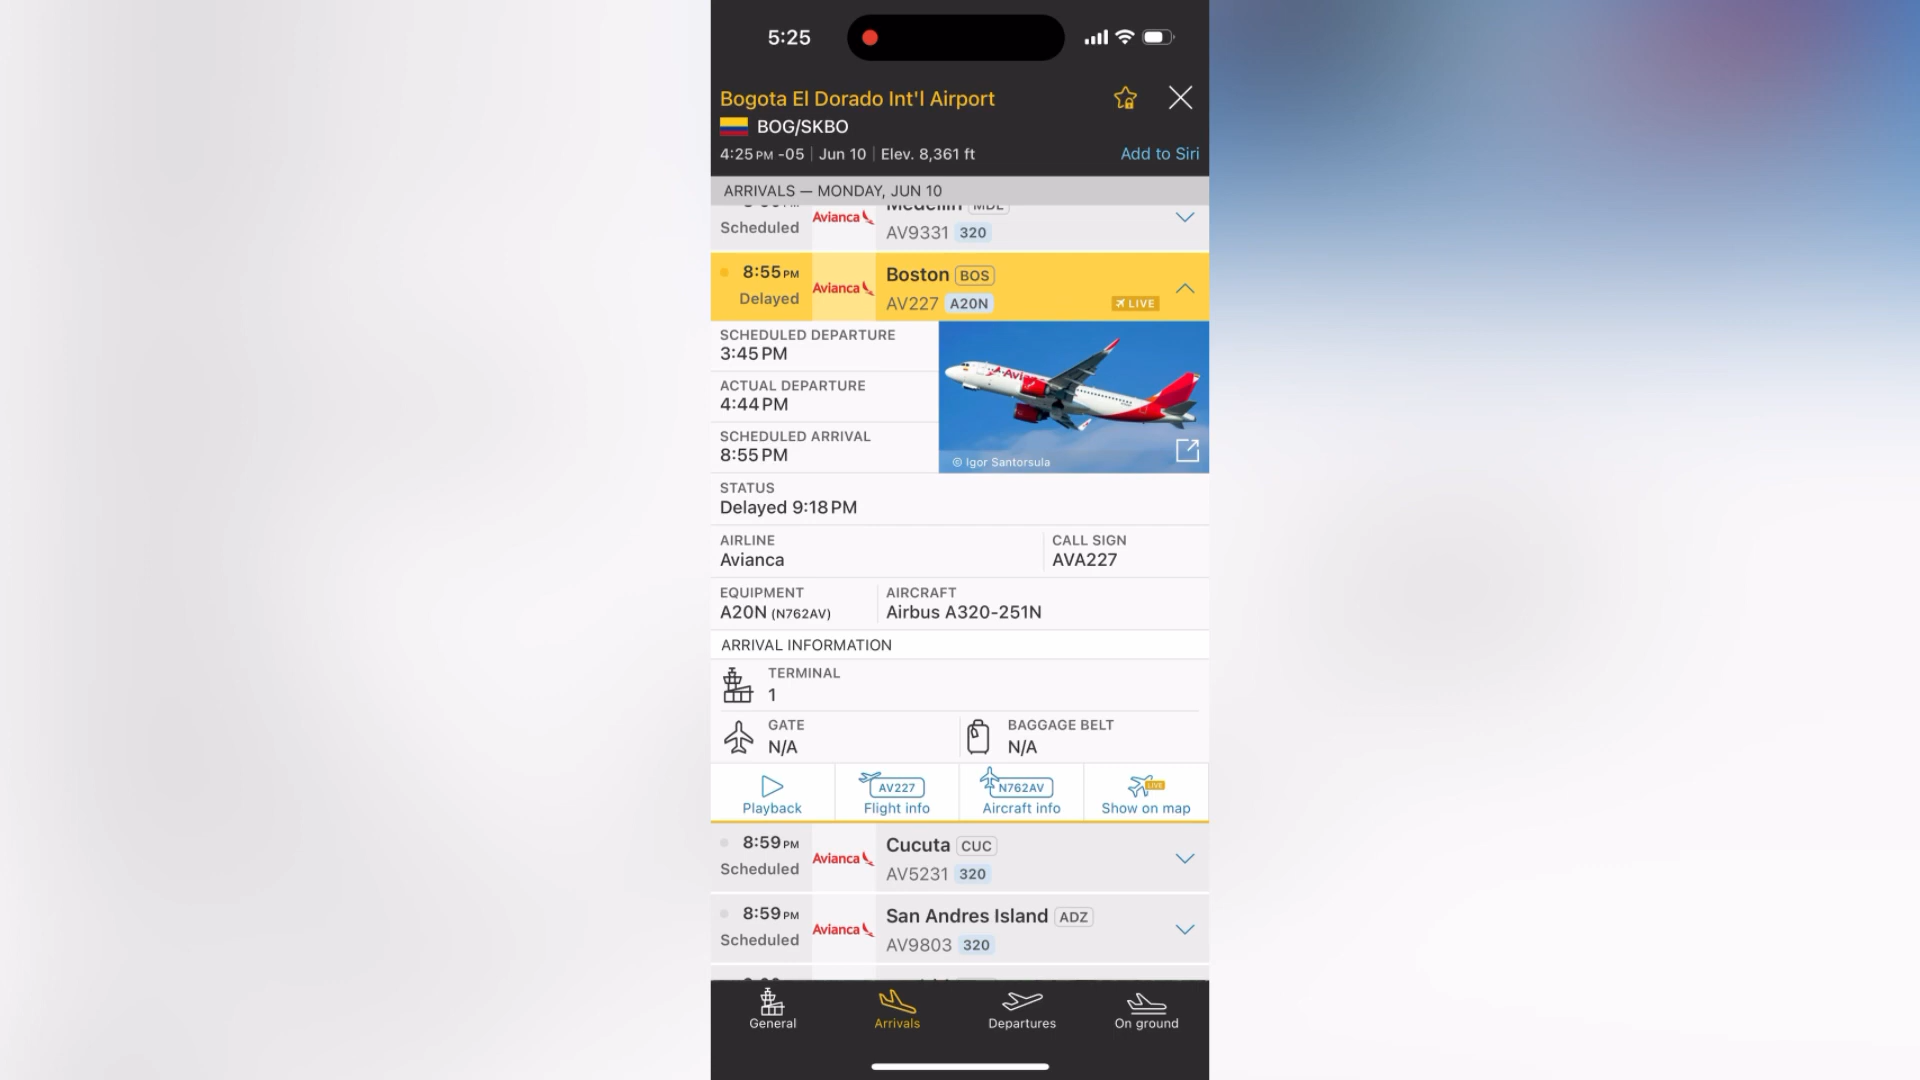 5:25
Bogota El Dorado Int'l Airport
BOG/SKBO
4:25 PM -05 | Jun 10 | Elev. 8,361 ft
Add to Siri
ARRIVALS — MONDAY, JUN 10
Medellin MDE
Scheduled
Avianca
AV9331 320
8:55 PM
Delayed
Avianca
Boston BOS
AV227 A20N
LIVE
SCHEDULED DEPARTURE
3:45 PM
ACTUAL DEPARTURE
4:44 PM
SCHEDULED ARRIVAL
8:55 PM
Avianca
© Igor Santorsula
STATUS
Delayed 9:18 PM
AIRLINE
Avianca
CALL SIGN
AVA227
EQUIPMENT
A20N (N762AV)
AIRCRAFT
Airbus A320-251N
ARRIVAL INFORMATION
TERMINAL
1
GATE
N/A
BAGGAGE BELT
N/A
Playback
AV227
Flight info
N762AV
Aircraft info
LIVE
Show on map
8:59 PM
Scheduled
Avianca
Cucuta CUC
AV5231 320
8:59 PM
Scheduled
Avianca
San Andres Island ADZ
AV9803 320
General
Arrivals
Departures
On ground